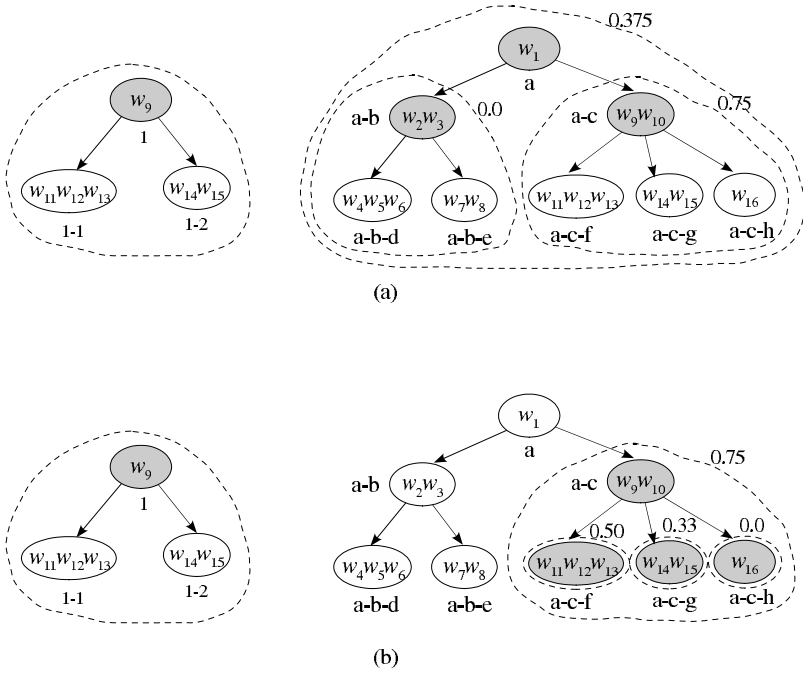 0.375
w₁
a
w₉
1
w₁₁w₁₂w₁₃
1-1
w₁₄w₁₅
1-2
a-b
w₂w₃
0.0
a-c
w₉w₁₀
0.75
w₄w₅w₆
a-b-d
w₇w₈
a-b-e
w₁₁w₁₂w₁₃
a-c-f
w₁₄w₁₅
a-c-g
w₁₆
a-c-h
(a)
w₁
a
w₉
1
w₁₁w₁₂w₁₃
1-1
w₁₄w₁₅
1-2
a-b
w₂w₃
a-c
w₉w₁₀
0.75
w₄w₅w₆
a-b-d
w₇w₈
a-b-e
0.50
w₁₁w₁₂w₁₃
a-c-f
0.33
w₁₄w₁₅
a-c-g
0.0
w₁₆
a-c-h
(b)